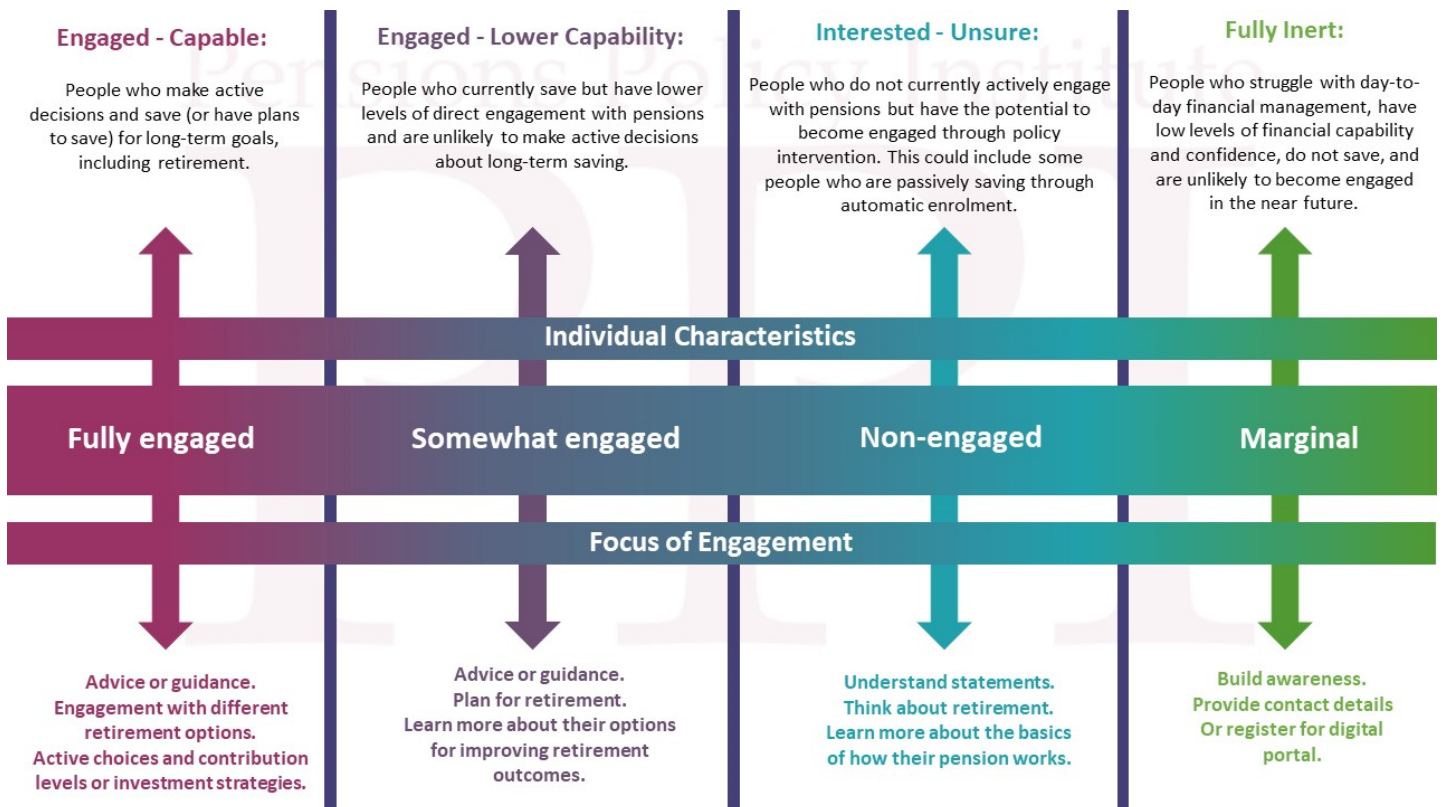 Pensions Policy Institute
PPI
Engaged - Capable:
People who make active
decisions and save (or have plans
to save) for long-term goals,
including retirement.
Engaged - Lower Capability:
People who currently save but have lower
levels of direct engagement with pensions
and are unlikely to make active decisions
about long-term saving.
Interested - Unsure:
People who do not currently actively engage
with pensions but have the potential to
become engaged through policy
intervention. This could include some
people who are passively saving through
automatic enrolment.
Fully Inert:
People who struggle with day-to-
day financial management, have
low levels of financial capability
and confidence, do not save, and
are unlikely to become engaged
in the near future.
Individual Characteristics
Fully engaged
Somewhat engaged
Non-engaged
Marginal
Focus of Engagement
Advice or guidance.
Engagement with different
retirement options.
Active choices and contribution
levels or investment strategies.
Advice or guidance.
Plan for retirement.
Learn more about their options
for improving retirement
outcomes.
Understand statements.
Think about retirement.
Learn more about the basics
of how their pension works.
Build awareness.
Provide contact details
Or register for digital
portal.